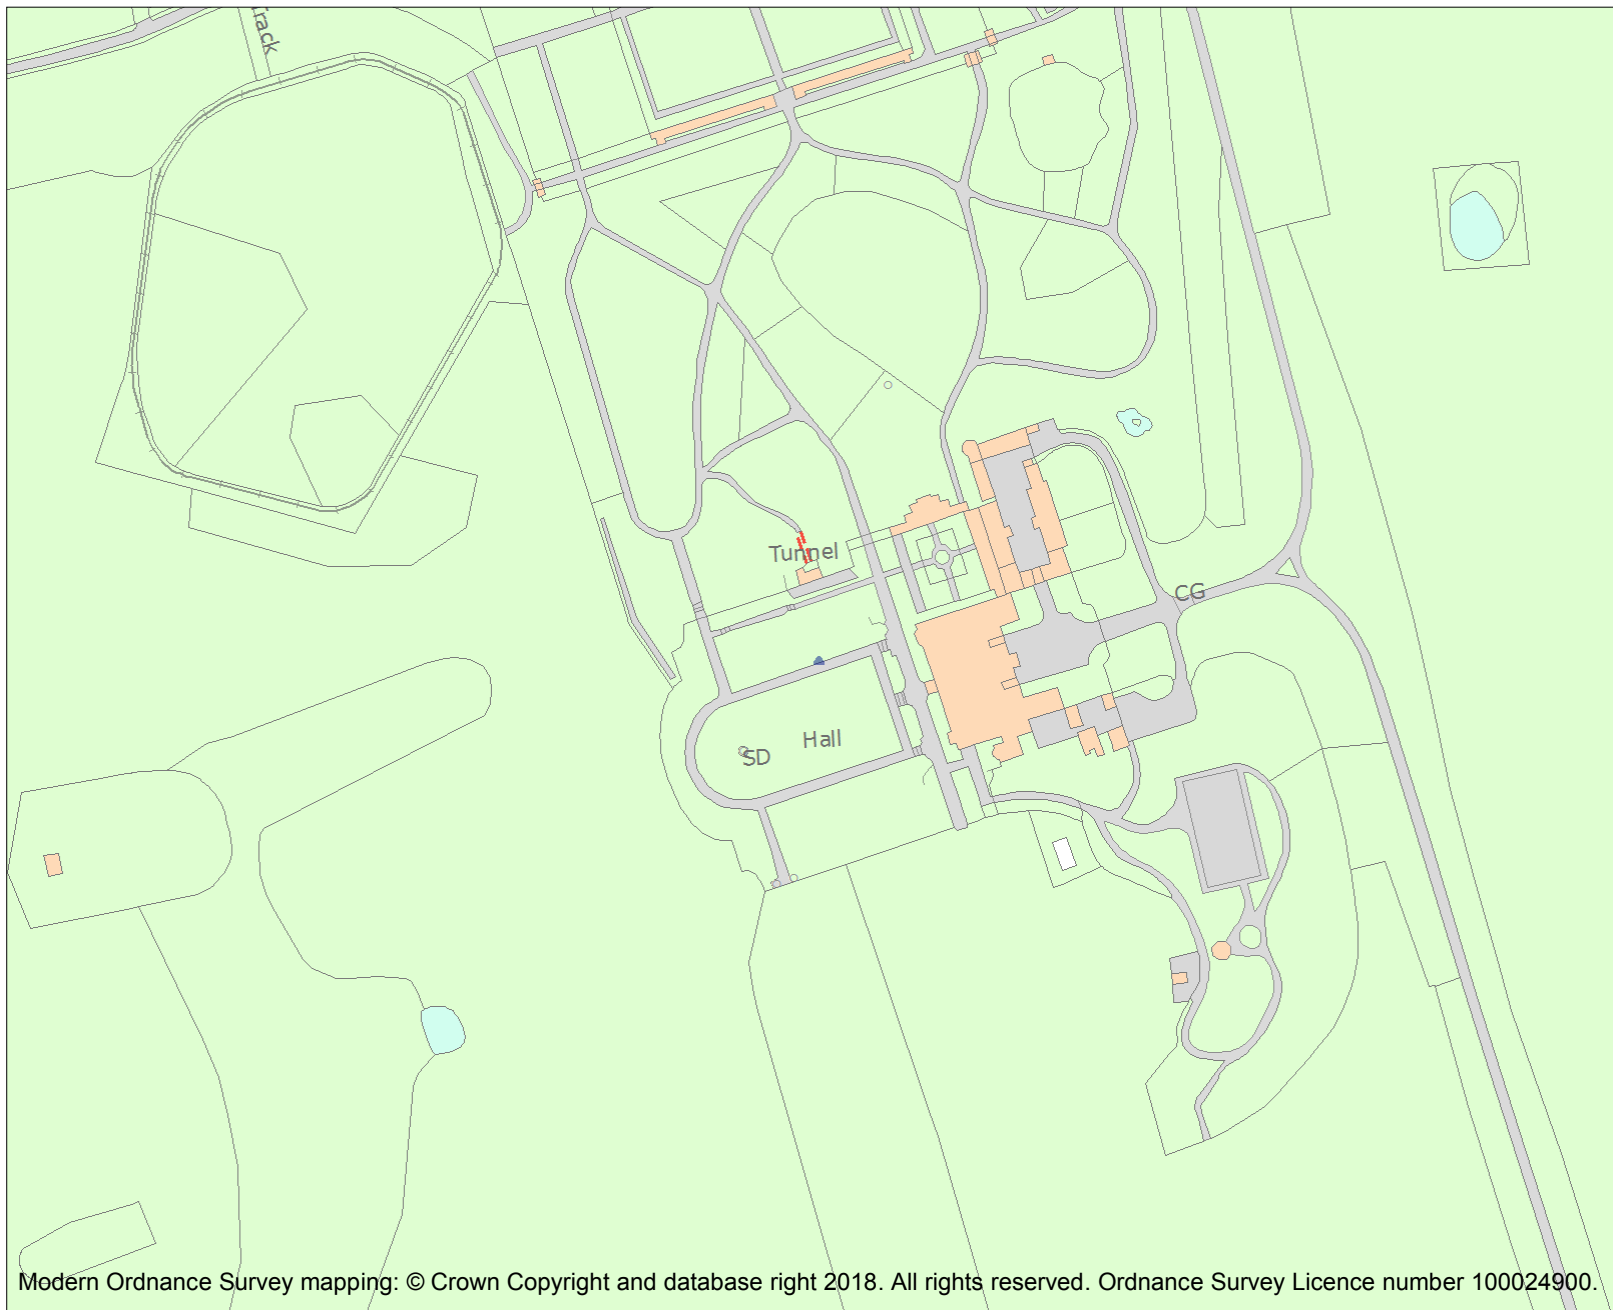 Track
Tunnel
CG
Hall
SD
Modern Ordnance Survey mapping: © Crown Copyright and database right 2018. All rights reserved. Ordnance Survey Licence number 100024900.